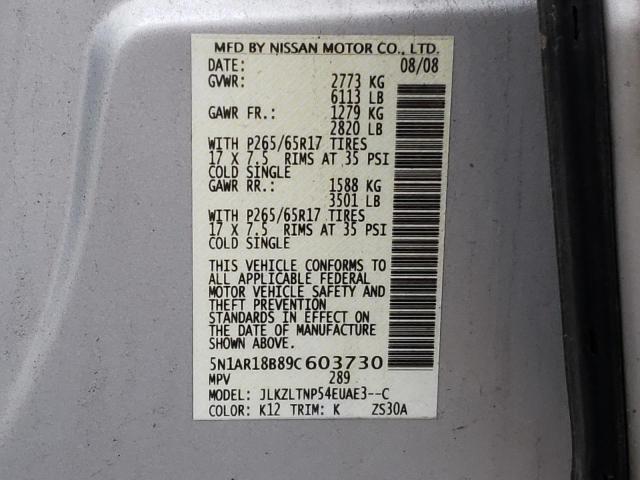 MFD BY NISSAN MOTOR CO., LTD.
DATE: 08/08
GVWR: 2773 KG
6113 LB
GAWR FR.: 1279 KG
2820 LB
WITH P265/65R17 TIRES
17 X 7.5 RIMS AT 35 PSI
COLD SINGLE
GAWR RR.: 1588 KG
3501 LB
WITH P265/65R17 TIRES
17 X 7.5 RIMS AT 35 PSI
COLD SINGLE
THIS VEHICLE CONFORMS TO
ALL APPLICABLE FEDERAL
MOTOR VEHICLE SAFETY AND
THEFT PREVENTION
STANDARDS IN EFFECT ON
THE DATE OF MANUFACTURE
SHOWN ABOVE.
5N1AR18B89C603730
MPV 289
MODEL: JLKZLTNP54EUAE3--C
COLOR: K12 TRIM: K ZS30A